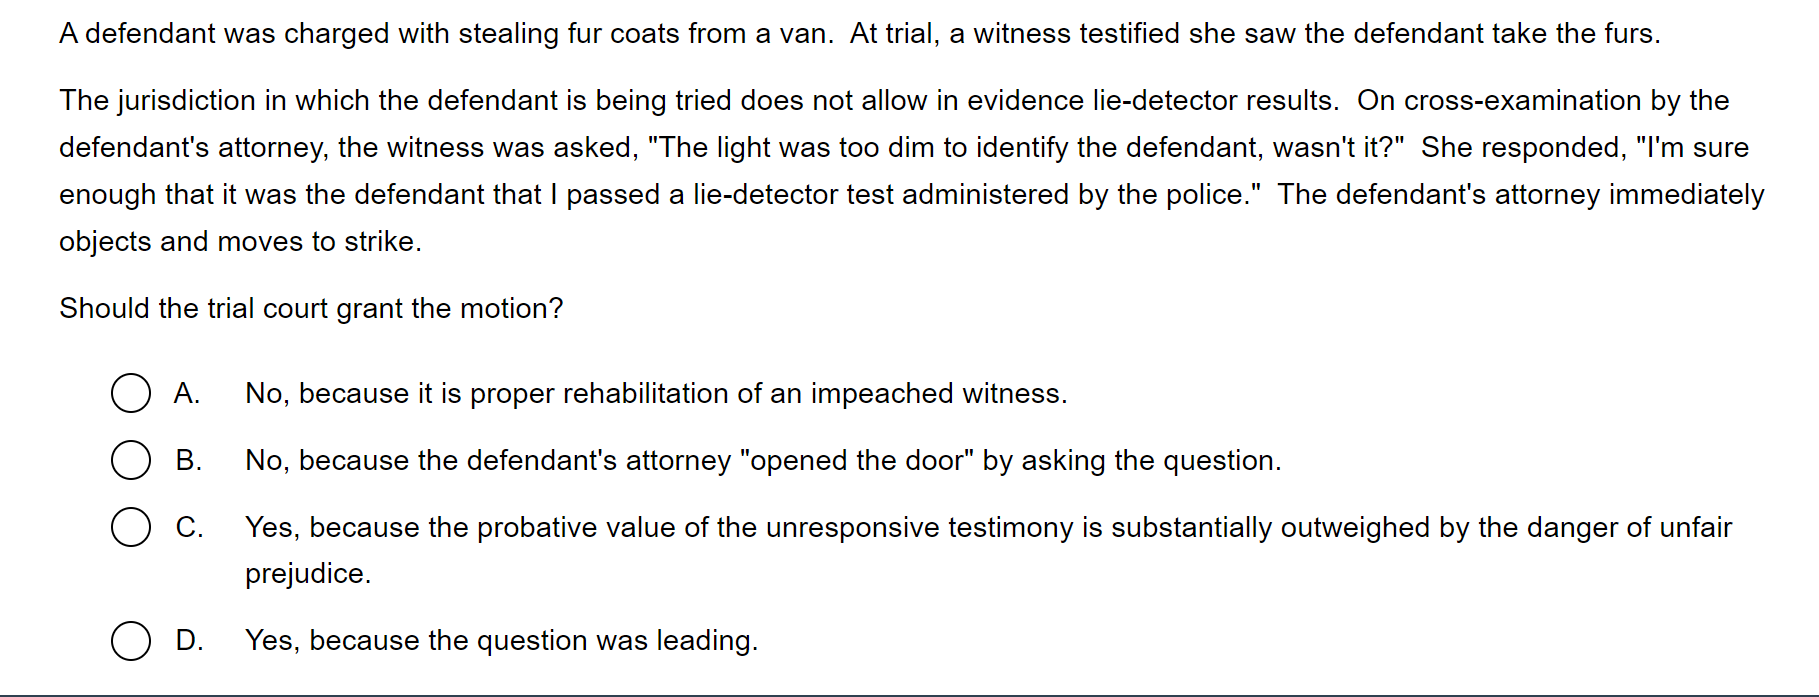 A defendant was charged with stealing fur coats from a van.  At trial, a witness testified she saw the defendant take the furs.
The jurisdiction in which the defendant is being tried does not allow in evidence lie-detector results.  On cross-examination by the
defendant's attorney, the witness was asked, "The light was too dim to identify the defendant, wasn't it?"  She responded, "I'm sure
enough that it was the defendant that I passed a lie-detector test administered by the police."  The defendant's attorney immediately
objects and moves to strike.
Should the trial court grant the motion?
A. No, because it is proper rehabilitation of an impeached witness.
B. No, because the defendant's attorney "opened the door" by asking the question.
C. Yes, because the probative value of the unresponsive testimony is substantially outweighed by the danger of unfair
prejudice.
D. Yes, because the question was leading.